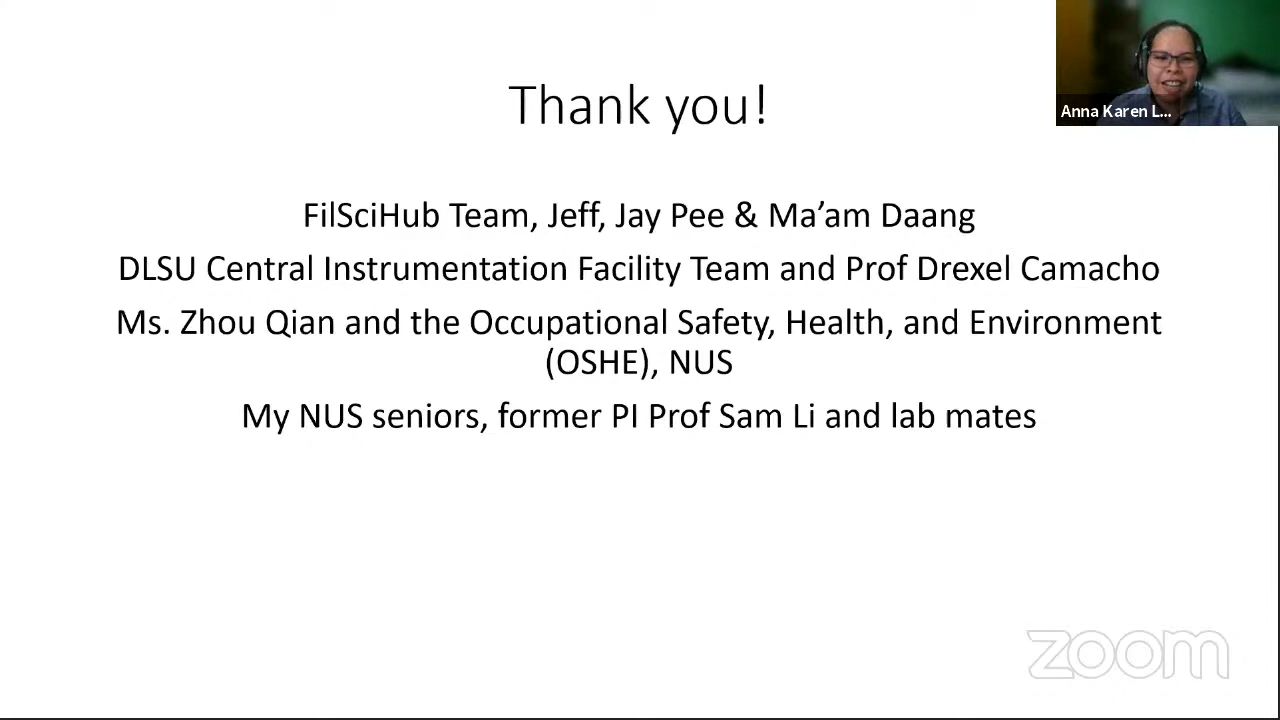 Thank you!
Anna Karen L...
FilSciHub Team, Jeff, Jay Pee & Ma’am Daang
DLSU Central Instrumentation Facility Team and Prof Drexel Camacho
Ms. Zhou Qian and the Occupational Safety, Health, and Environment
(OSHE), NUS
My NUS seniors, former PI Prof Sam Li and lab mates
zoom